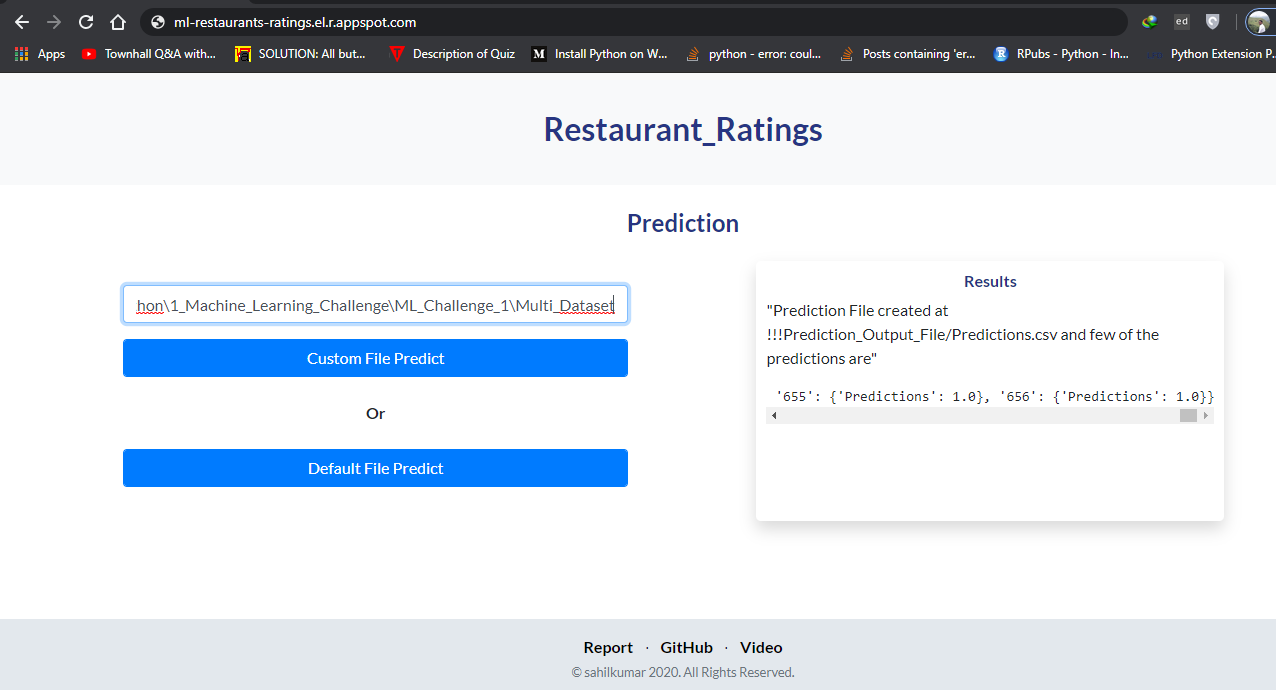 ml-restaurants-ratings.el.r.appspot.com
ed
Apps Townhall Q&A with... SOLUTION: All but... Description of Quiz M Install Python on W... python - error: coul... Posts containing 'er... R RPubs - Python - In... Python Extension P...
Restaurant_Ratings
Prediction
hon\1_Machine_Learning_Challenge\ML_Challenge_1\Multi_Dataset
Custom File Predict
Or
Default File Predict
Results
"Prediction File created at
!!!Prediction_Output_File/Predictions.csv and few of the
predictions are"
'655': {'Predictions': 1.0}, '656': {'Predictions': 1.0}}
Report · GitHub · Video
© sahilkumar 2020. All Rights Reserved.